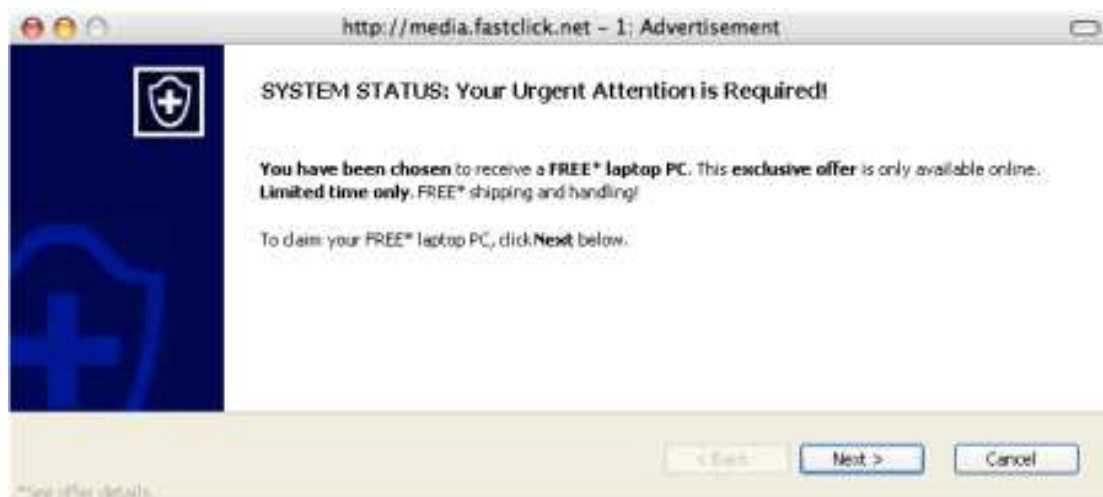 http://media.fastclick.net – 1; Advertisement
SYSTEM STATUS: Your Urgent Attention is Required!
You have been chosen to receive a FREE* laptop PC. This exclusive offer is only available online.
Limited time only. FREE* shipping and handling!
To claim your FREE* laptop PC, click Next below.
< Back
Next >
Cancel
*See offer details